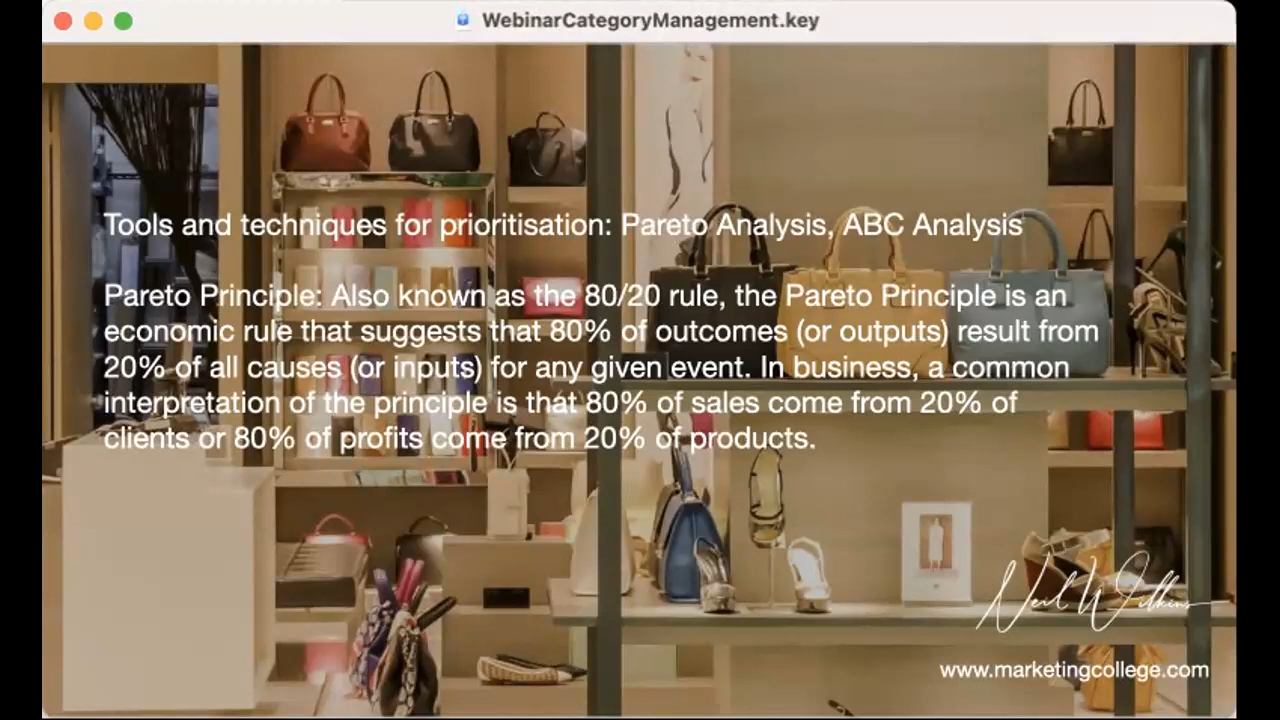 WebinarCategoryManagement.key
Tools and techniques for prioritisation: Pareto Analysis, ABC Analysis
Pareto Principle: Also known as the 80/20 rule, the Pareto Principle is an
economic rule that suggests that 80% of outcomes (or outputs) result from
20% of all causes (or inputs) for any given event. In business, a common
interpretation of the principle is that 80% of sales come from 20% of
clients or 80% of profits come from 20% of products.
Neil Wilkins
www.marketingcollege.com